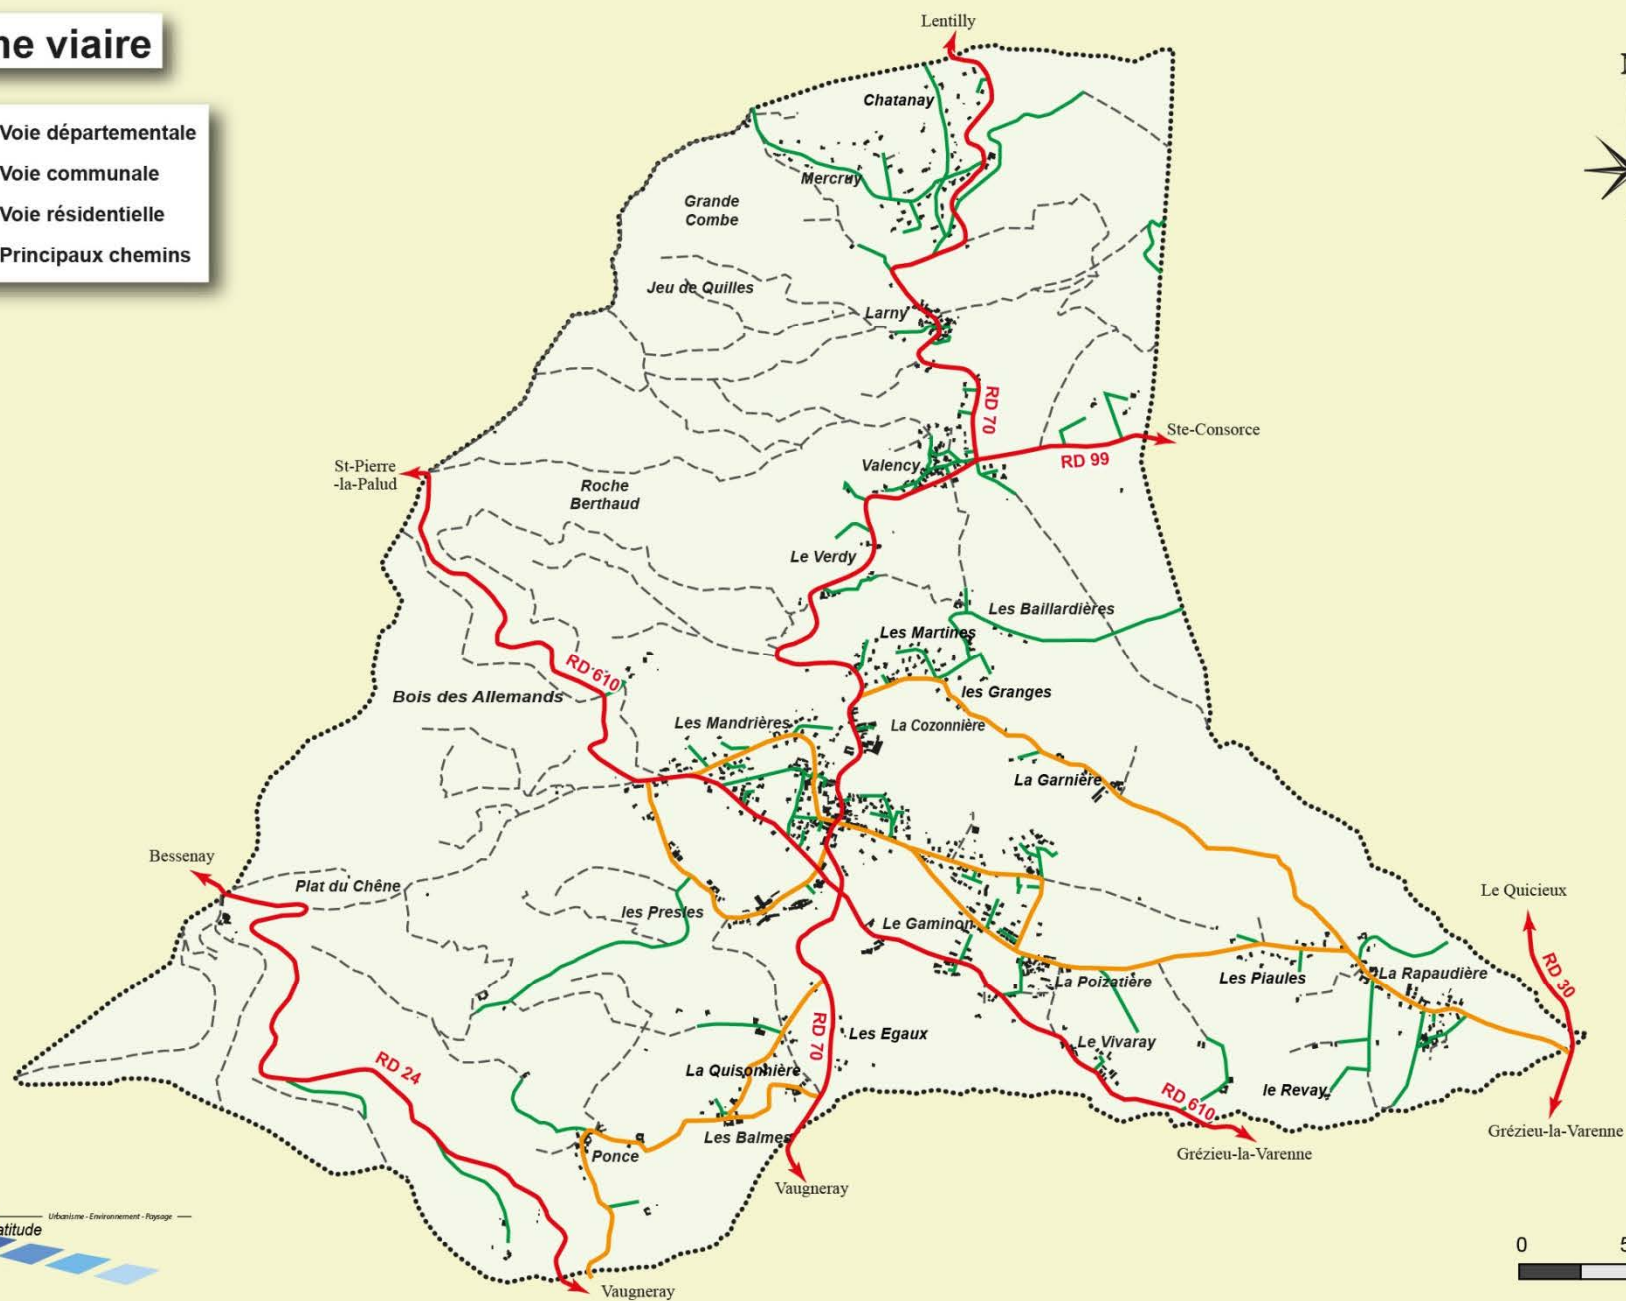 Lentilly
ne viaire
Voie départementale
Voie communale
Voie résidentielle
Principaux chemins
Chatanay
Mercruy
Grande
Combe
Jeu de Quilles
Larny
RD 70
Ste-Consorce
RD 99
Valency
St-Pierre
-la-Palud
Roche
Berthaud
Le Verdy
Les Baillardières
Les Martines
RD 610
Bois des Allemands
les Granges
Les Mandrières
La Cozonnière
La Garnière
Bessenay
Plat du Chêne
les Presles
Le Gaminon
Le Quicieux
RD 30
La Poizatière
Les Piaules
La Rapaudière
RD 70
Les Egaux
Le Vivaray
RD 24
La Quisonnière
le Revay
RD 610
Les Balmes
Ponce
Grézieu-la-Varenne
Grézieu-la-Varenne
Vaugneray
Urbanisme - Environnement - Paysage
atitude
0
5
Vaugneray